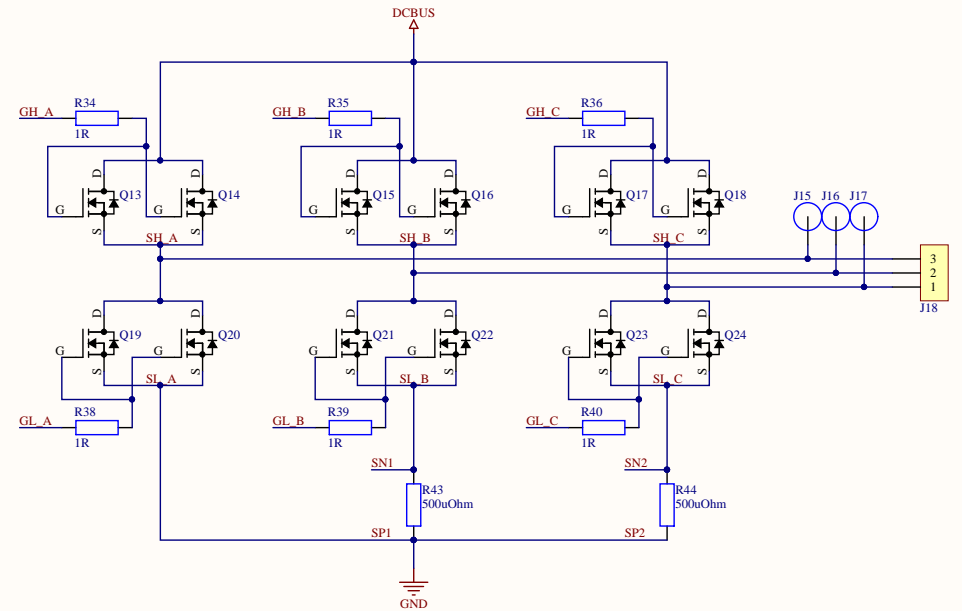 DCBUS
R34
R35
R36
GH_A
GH_B
GH_C
1R
1R
1R
D
D
D
D
D
D
Q13
Q14
Q15
Q16
Q17
Q18
J15
J16
J17
G
G
G
G
G
G
S
S
S
S
S
S
SH_A
SH_B
SH_C
3
2
1
J18
D
D
D
D
D
D
Q19
Q20
Q21
Q22
Q23
Q24
G
G
G
G
G
G
S
S
S
S
S
S
SL_A
SL_B
SL_C
R38
R39
R40
GL_A
GL_B
GL_C
1R
1R
1R
SN1
SN2
R43
500uOhm
R44
500uOhm
SP1
SP2
GND